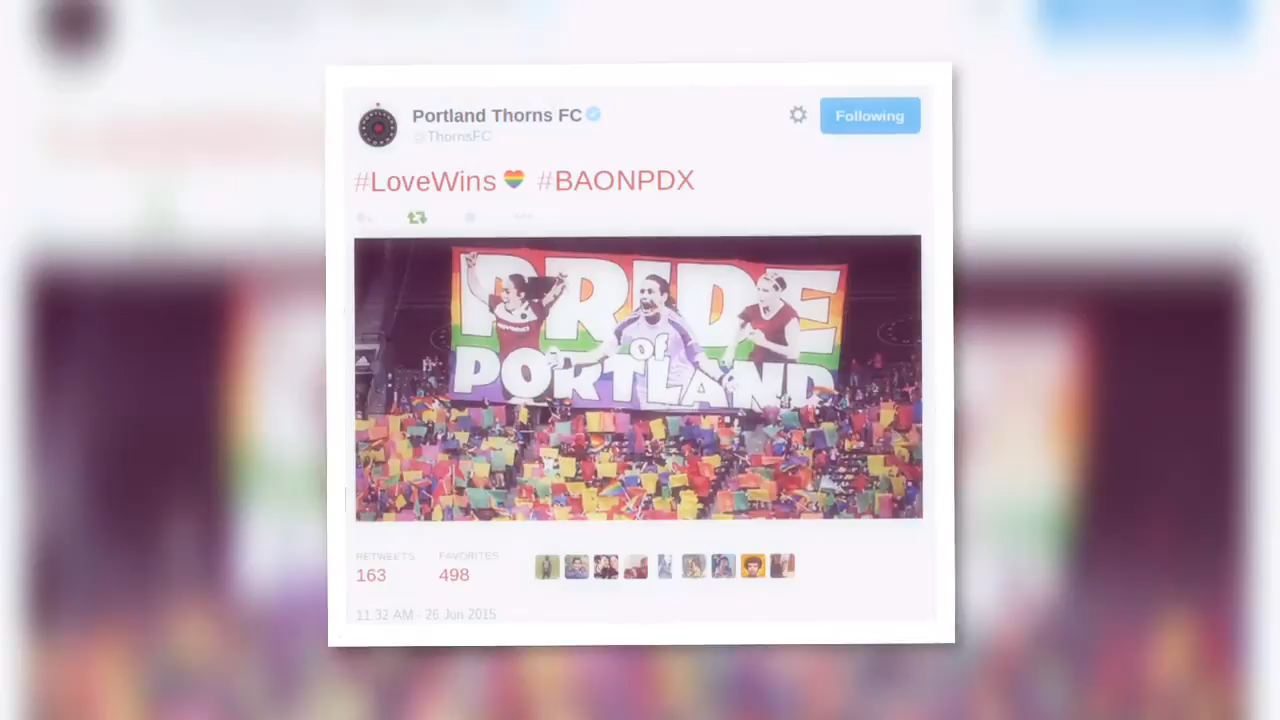 Portland Thorns FC
@ThornsFC
Following
#LoveWins #BAONPDX
PRIDE
of
PORTLAND
RETWEETS
FAVORITES
163
498
11:32 AM - 26 Jun 2015